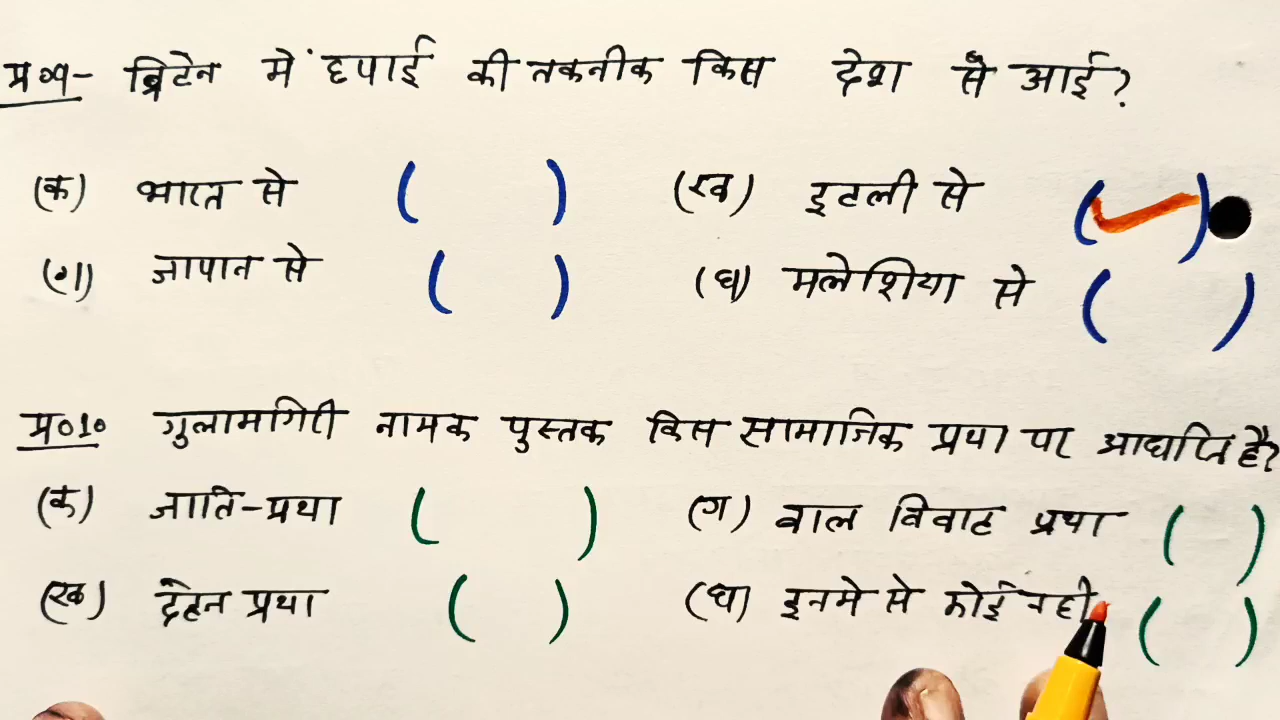 प्र०९- ब्रिटेन में छपाई की तकनीक किस देश से आई?
(क) भारत से ( ) (ख) इटली से (✓)
(ग) जापान से ( ) (घ) मलेशिया से ( )
प्र०10 गुलामगिरी नामक पुस्तक किस सामाजिक प्रथा पर आधारित है?
(क) जाति-प्रथा ( ) (ग) बाल विवाह प्रथा ( )
(ख) दहेज प्रथा ( ) (घ) इनमे से कोई नही ( )